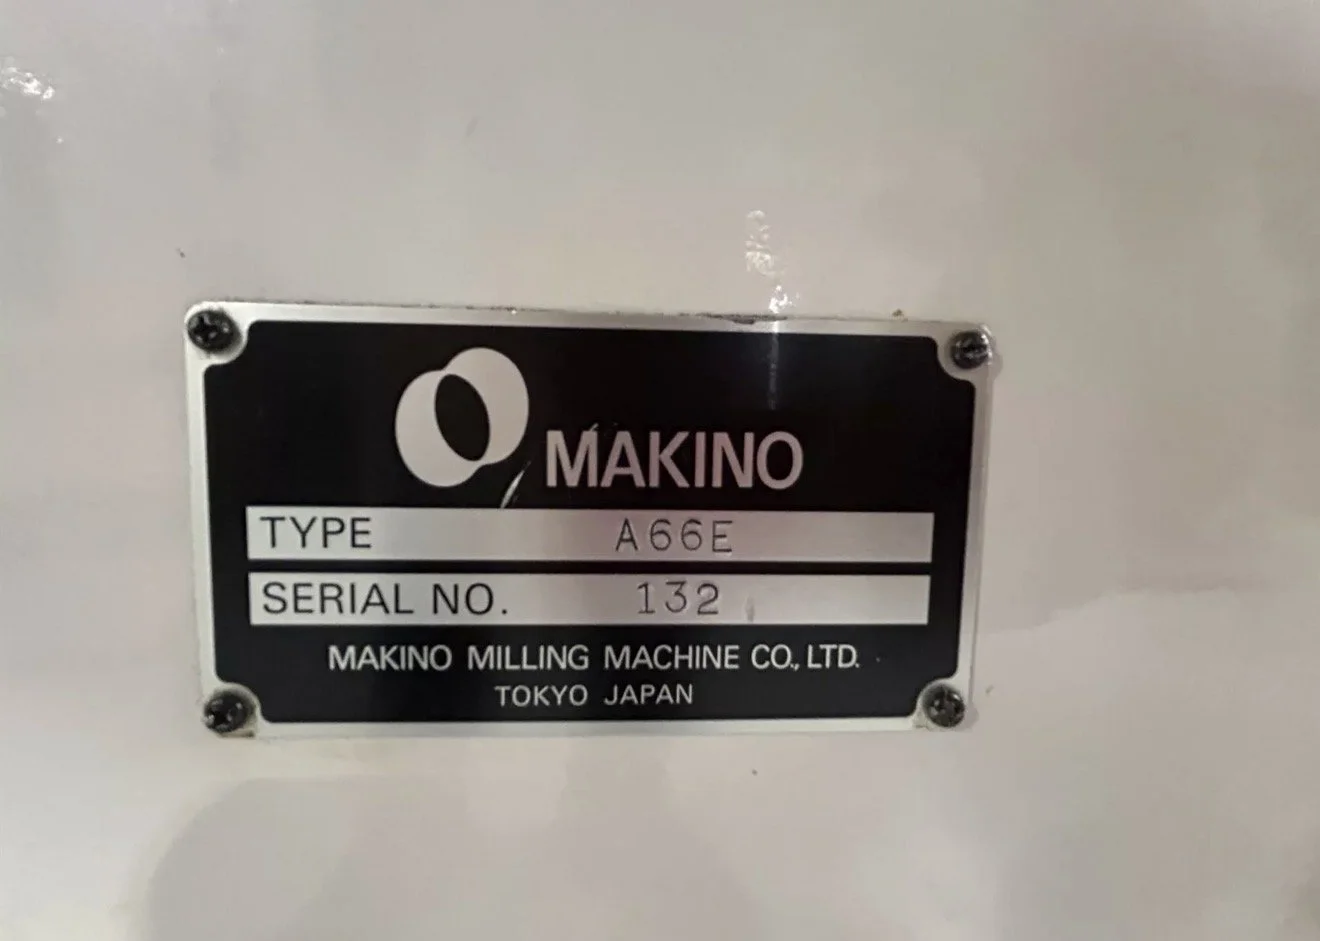 MAKINO
TYPE A66E
SERIAL NO. 132
MAKINO MILLING MACHINE CO., LTD.
TOKYO JAPAN